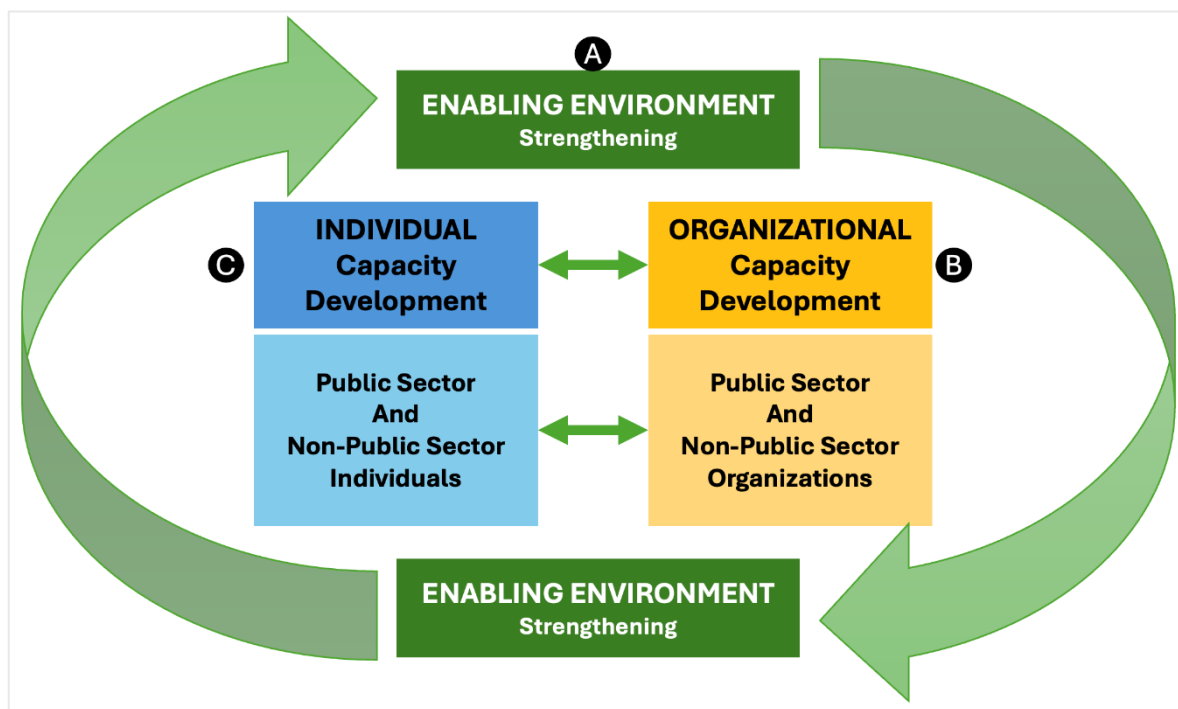 A
ENABLING ENVIRONMENT
Strengthening
C
INDIVIDUAL
Capacity
Development
ORGANIZATIONAL
Capacity
Development
B
Public Sector
And
Non-Public Sector
Individuals
Public Sector
And
Non-Public Sector
Organizations
ENABLING ENVIRONMENT
Strengthening